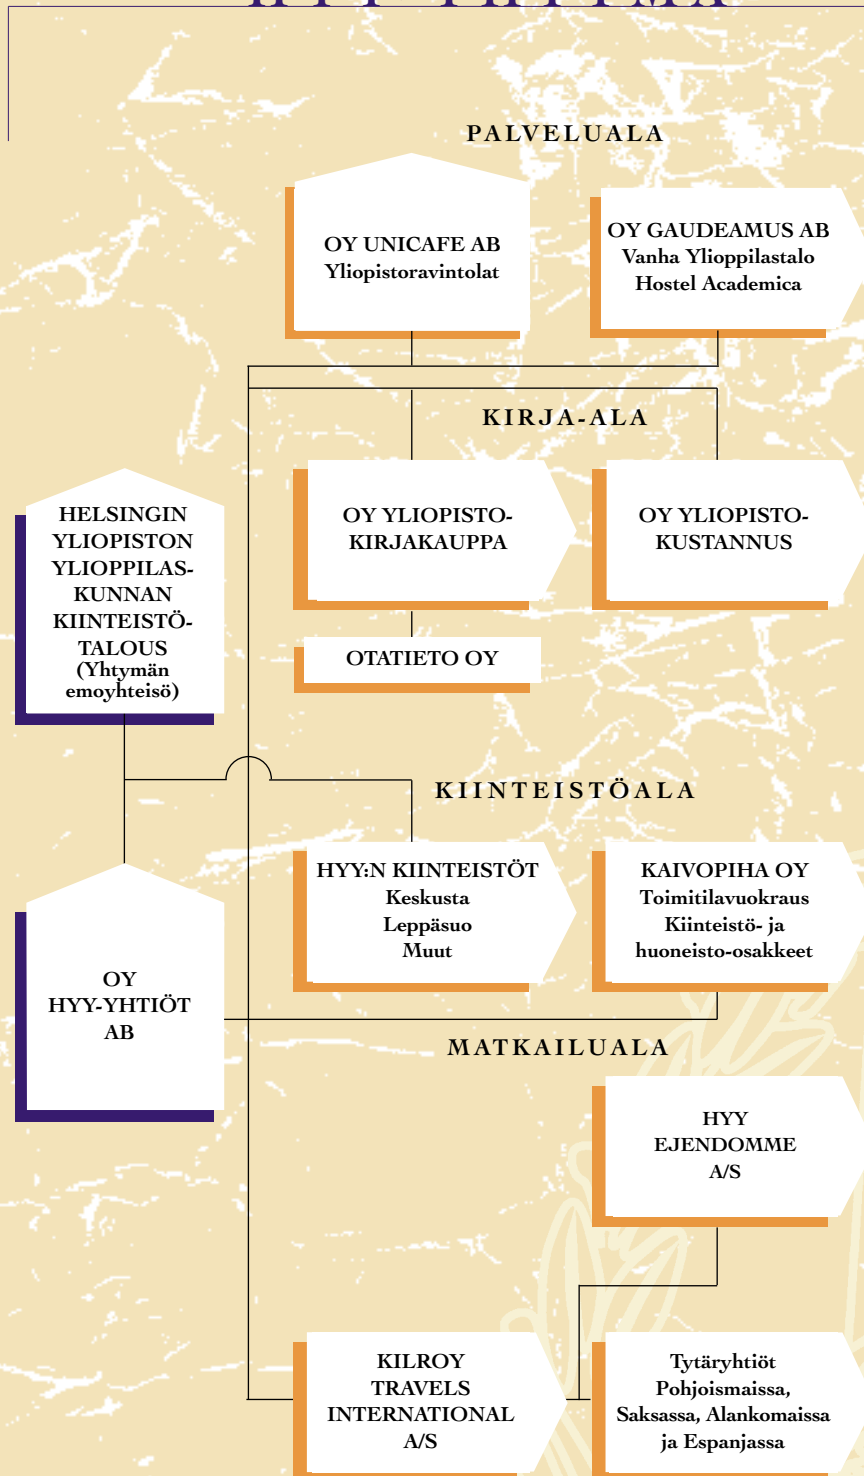 HYY YHTYMÄ
PALVELUALA
OY UNICAFE AB
Yliopistoravintolat
OY GAUDEAMUS AB
Vanha Ylioppilastalo
Hostel Academica
KIRJA-ALA
OY YLIOPISTO-
KIRJAKAUPPA
OY YLIOPISTO-
KUSTANNUS
OTATIETO OY
HELSINGIN
YLIOPISTON
YLIOPPILAS-
KUNNAN
KIINTEISTÖ-
TALOUS
(Yhtymän
emoyhteisö)
KIINTEISTÖALA
HYY:N KIINTEISTÖT
Keskusta
Leppäsuo
Muut
KAIVOPIHA OY
Toimitilavuokraus
Kiinteistö- ja
huoneisto-osakkeet
OY
HYY-YHTIÖT
AB
MATKAILUALA
HYY
EJENDOMME
A/S
KILROY
TRAVELS
INTERNATIONAL
A/S
Tytäryhtiöt
Pohjoismaissa,
Saksassa, Alankomaissa
ja Espanjassa